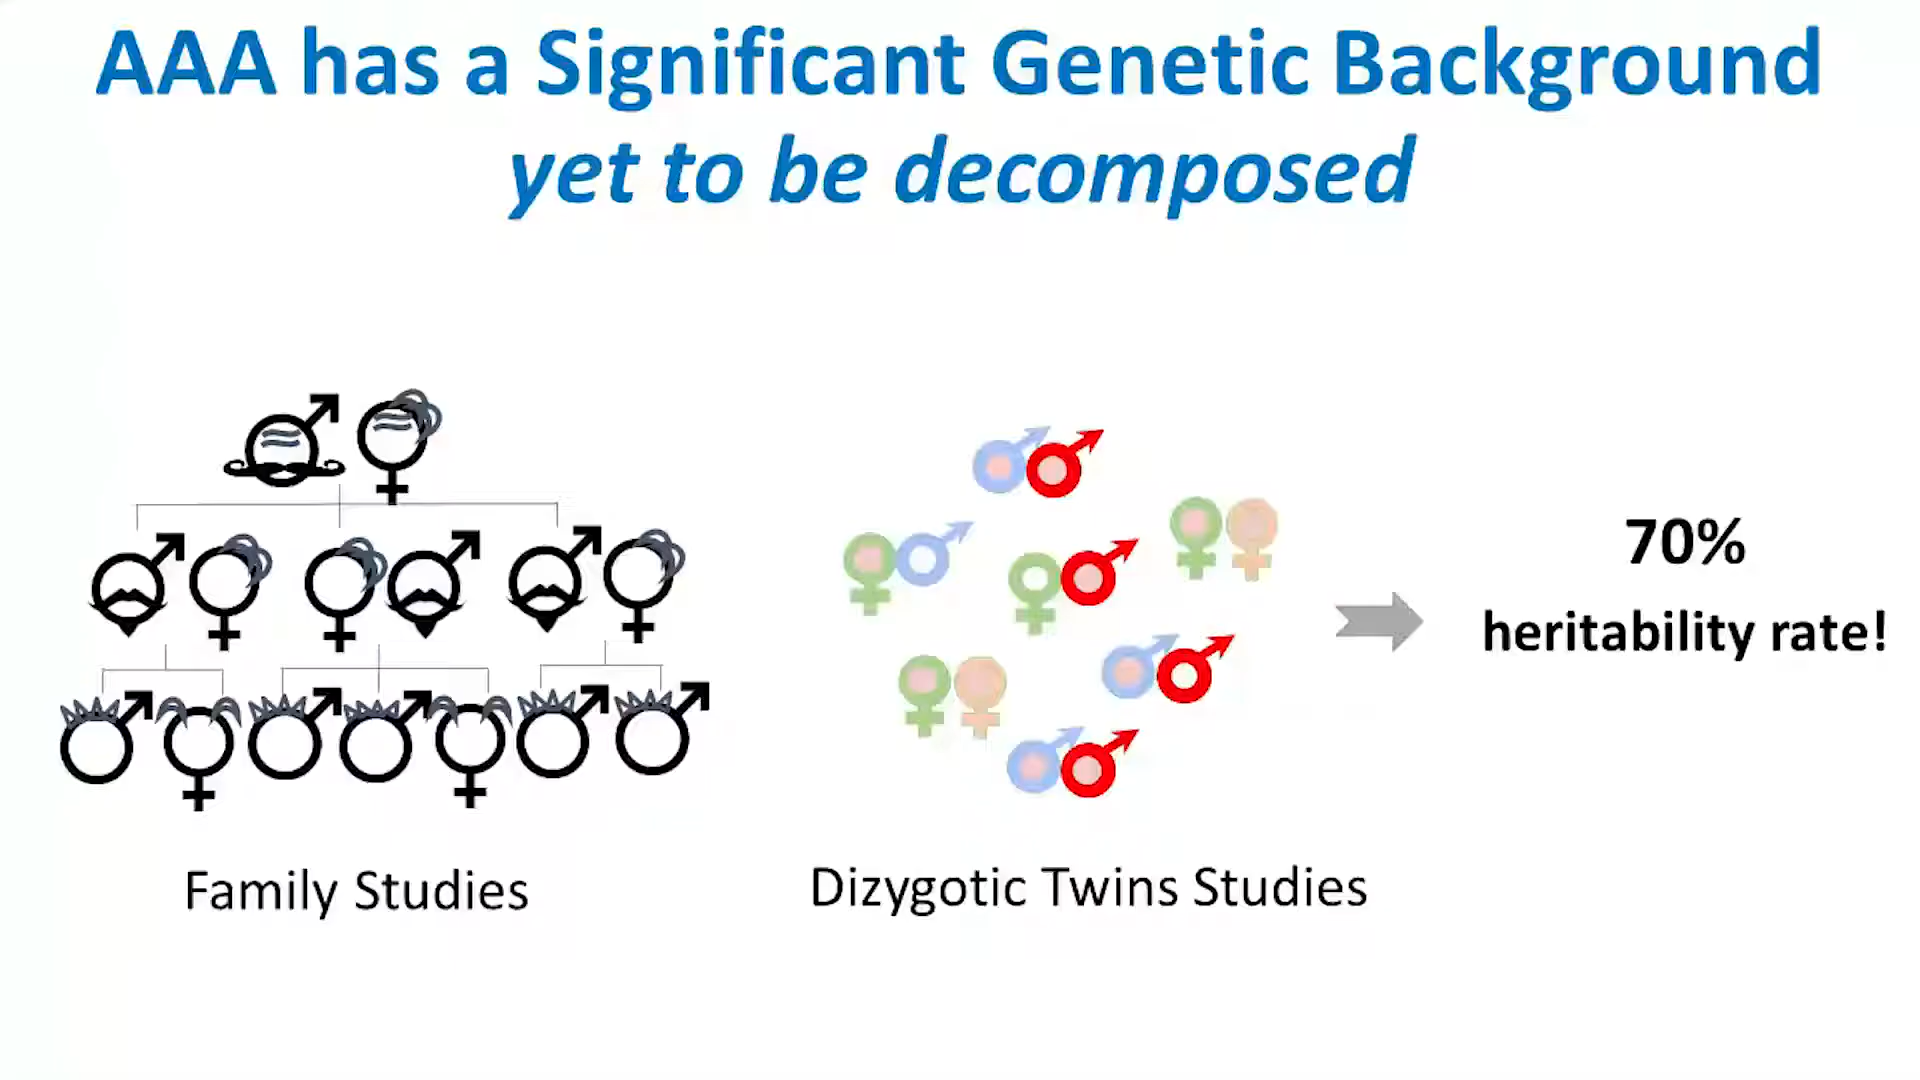 AAA has a Significant Genetic Background
yet to be decomposed
70%
heritability rate!
Family Studies
Dizygotic Twins Studies